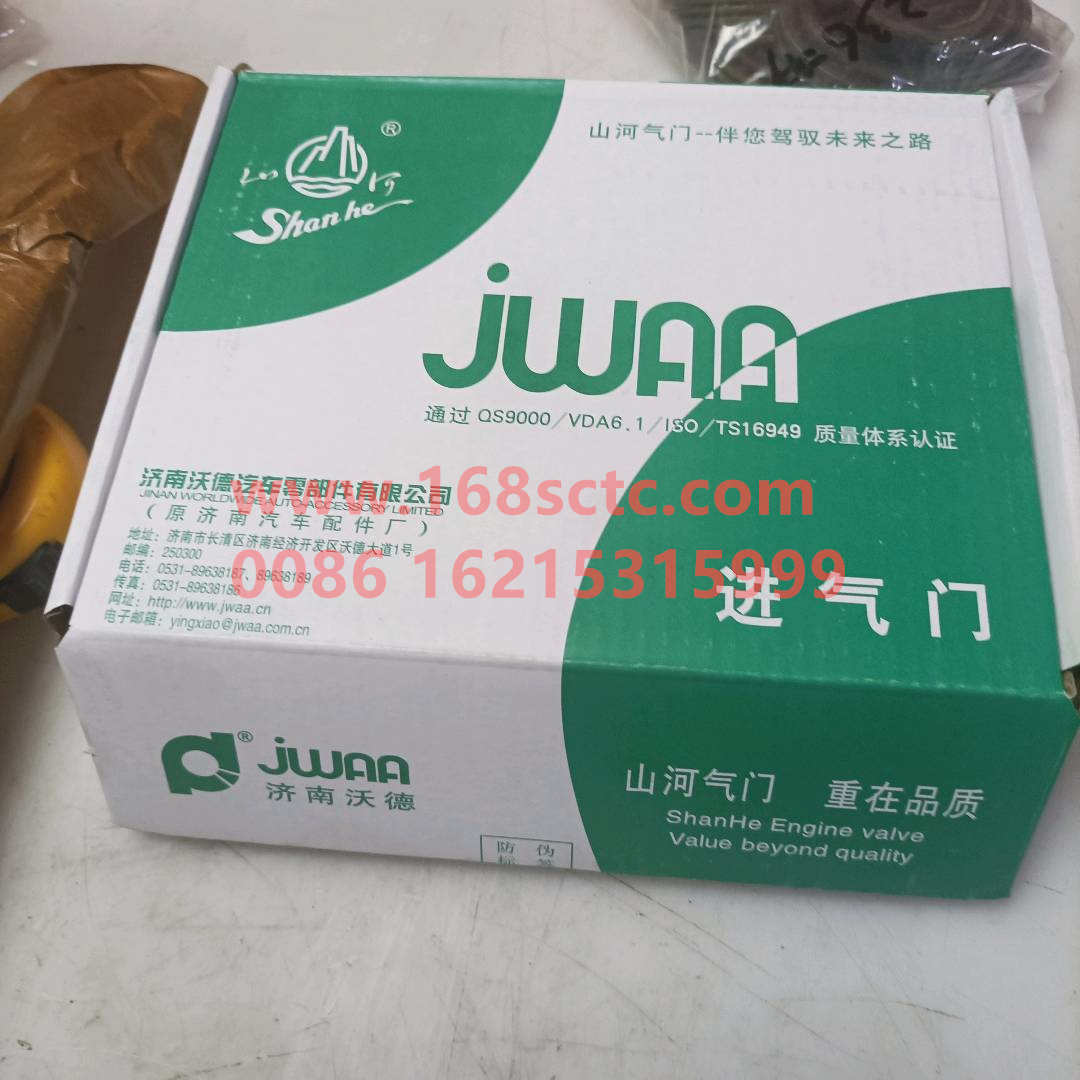 山河
®
ShanHe
山河气门--伴您驾驭未来之路
JWAA
通过 QS9000/VDA6.1/ISO/TS16949 质量体系认证
www.168sctc.com
济南沃德汽车零部件有限公司
JINAN WORLDWIDE AUTO ACCESSORY LIMITED
(原济南汽车配件厂)
地址: 济南市长清区济南经济开发区沃德大道1号
邮编: 250300
0086 16215315999
电话: 0531-89638187、89638189
传真: 0531-89638186
网址: http://www.jwaa.cn
电子邮箱: yingxiao@jwaa.com.cn
进气门
® JWAA
济南沃德
山河气门 重在品质
ShanHe Engine valve
Value beyond quality
防伪